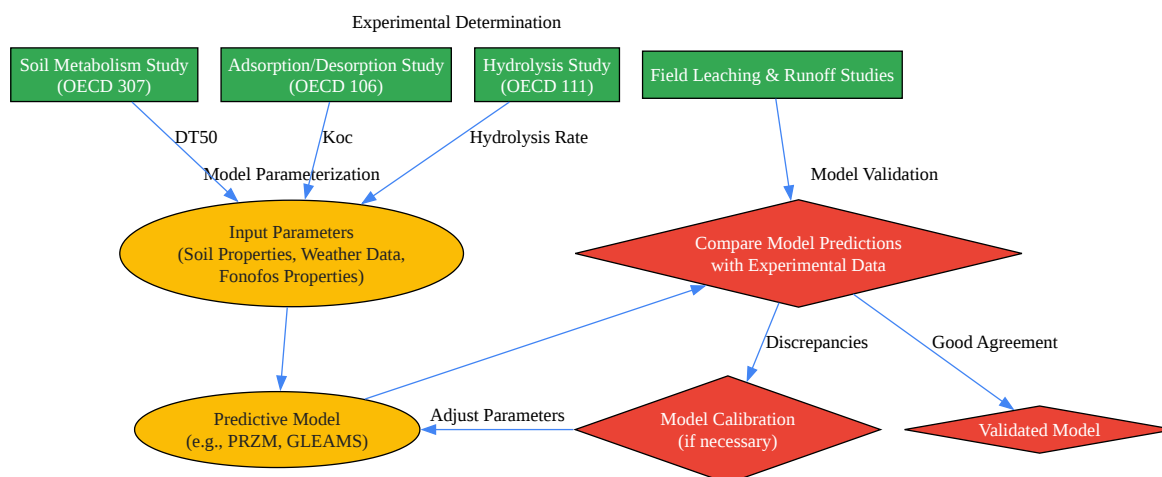 Experimental Determination
Soil Metabolism Study
(OECD 307)
Adsorption/Desorption Study
(OECD 106)
Hydrolysis Study
(OECD 111)
Field Leaching & Runoff Studies
DT50
Koc
Hydrolysis Rate
Model Parameterization
Model Validation
Input Parameters
(Soil Properties, Weather Data,
Fonofos Properties)
Compare Model Predictions
with Experimental Data
Discrepancies
Good Agreement
Predictive Model
(e.g., PRZM, GLEAMS)
Adjust Parameters
Model Calibration
(if necessary)
Validated Model